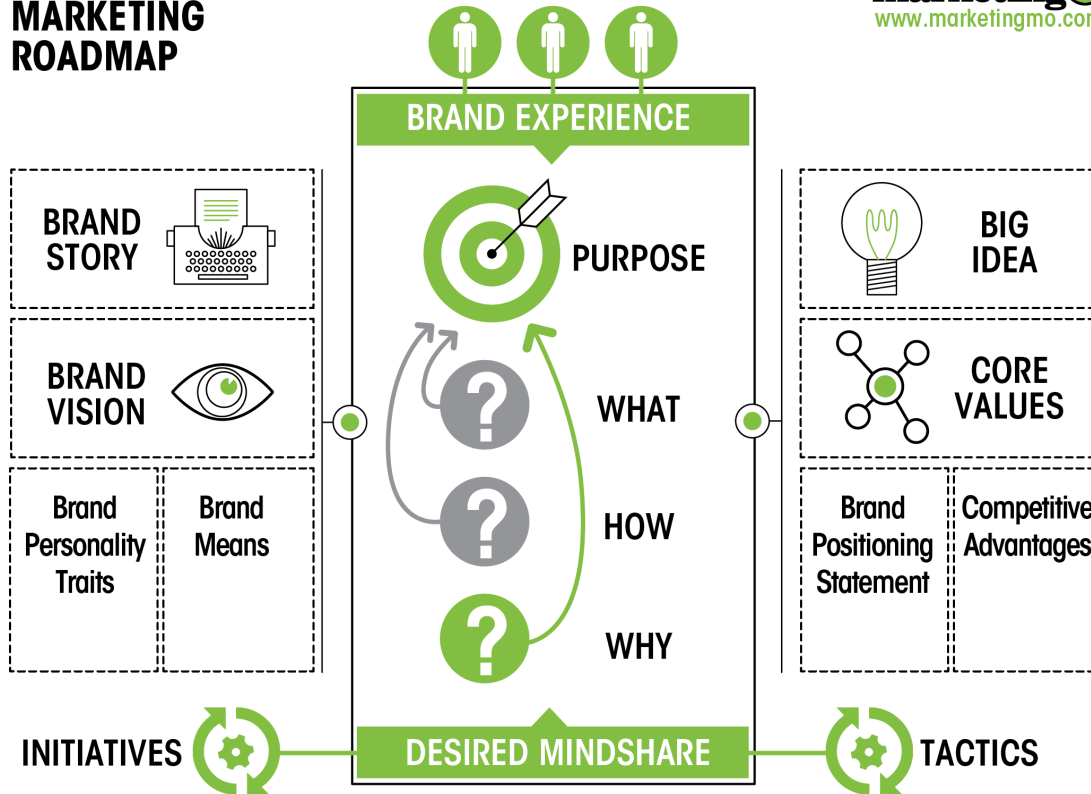 MARKETING
ROADMAP
www.marketingmo.com
BRAND EXPERIENCE
BRAND
STORY
PURPOSE
BIG
IDEA
BRAND
VISION
WHAT
CORE
VALUES
Brand
Personality
Traits
Brand
Means
HOW
Brand
Positioning
Statement
Competitive
Advantages
?
?
?
WHY
INITIATIVES
DESIRED MINDSHARE
TACTICS